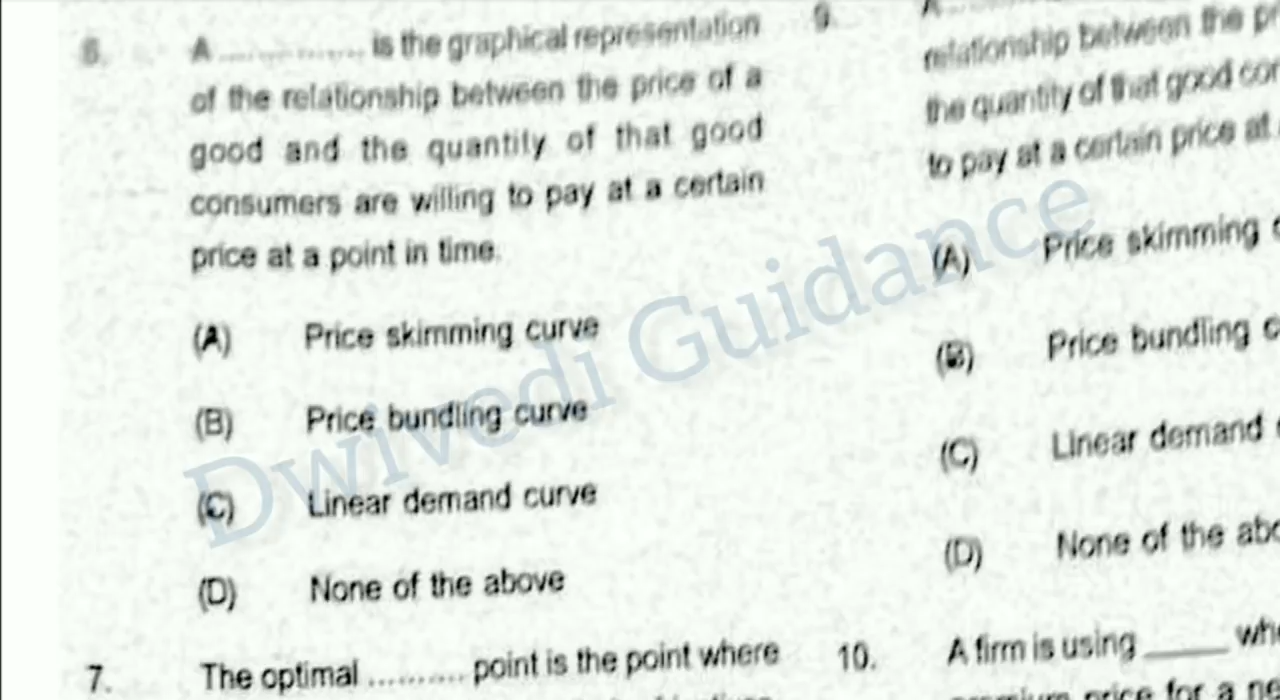 6. A ............... is the graphical representation
of the relationship between the price of a
good and the quantity of that good
consumers are willing to pay at a certain
price at a point in time.
(A) Price skimming curve
(B) Price bundling curve
(C) Linear demand curve
(D) None of the above
7. The optimal .......... point is the point where
9. A
relationship between the
the quantity of that good
to pay at a certain price at
(A) Price skimming
(B) Price bundling
(C) Linear demand
(D) None of the
10. A firm is using ______
price for a
Dwivedi Guidance